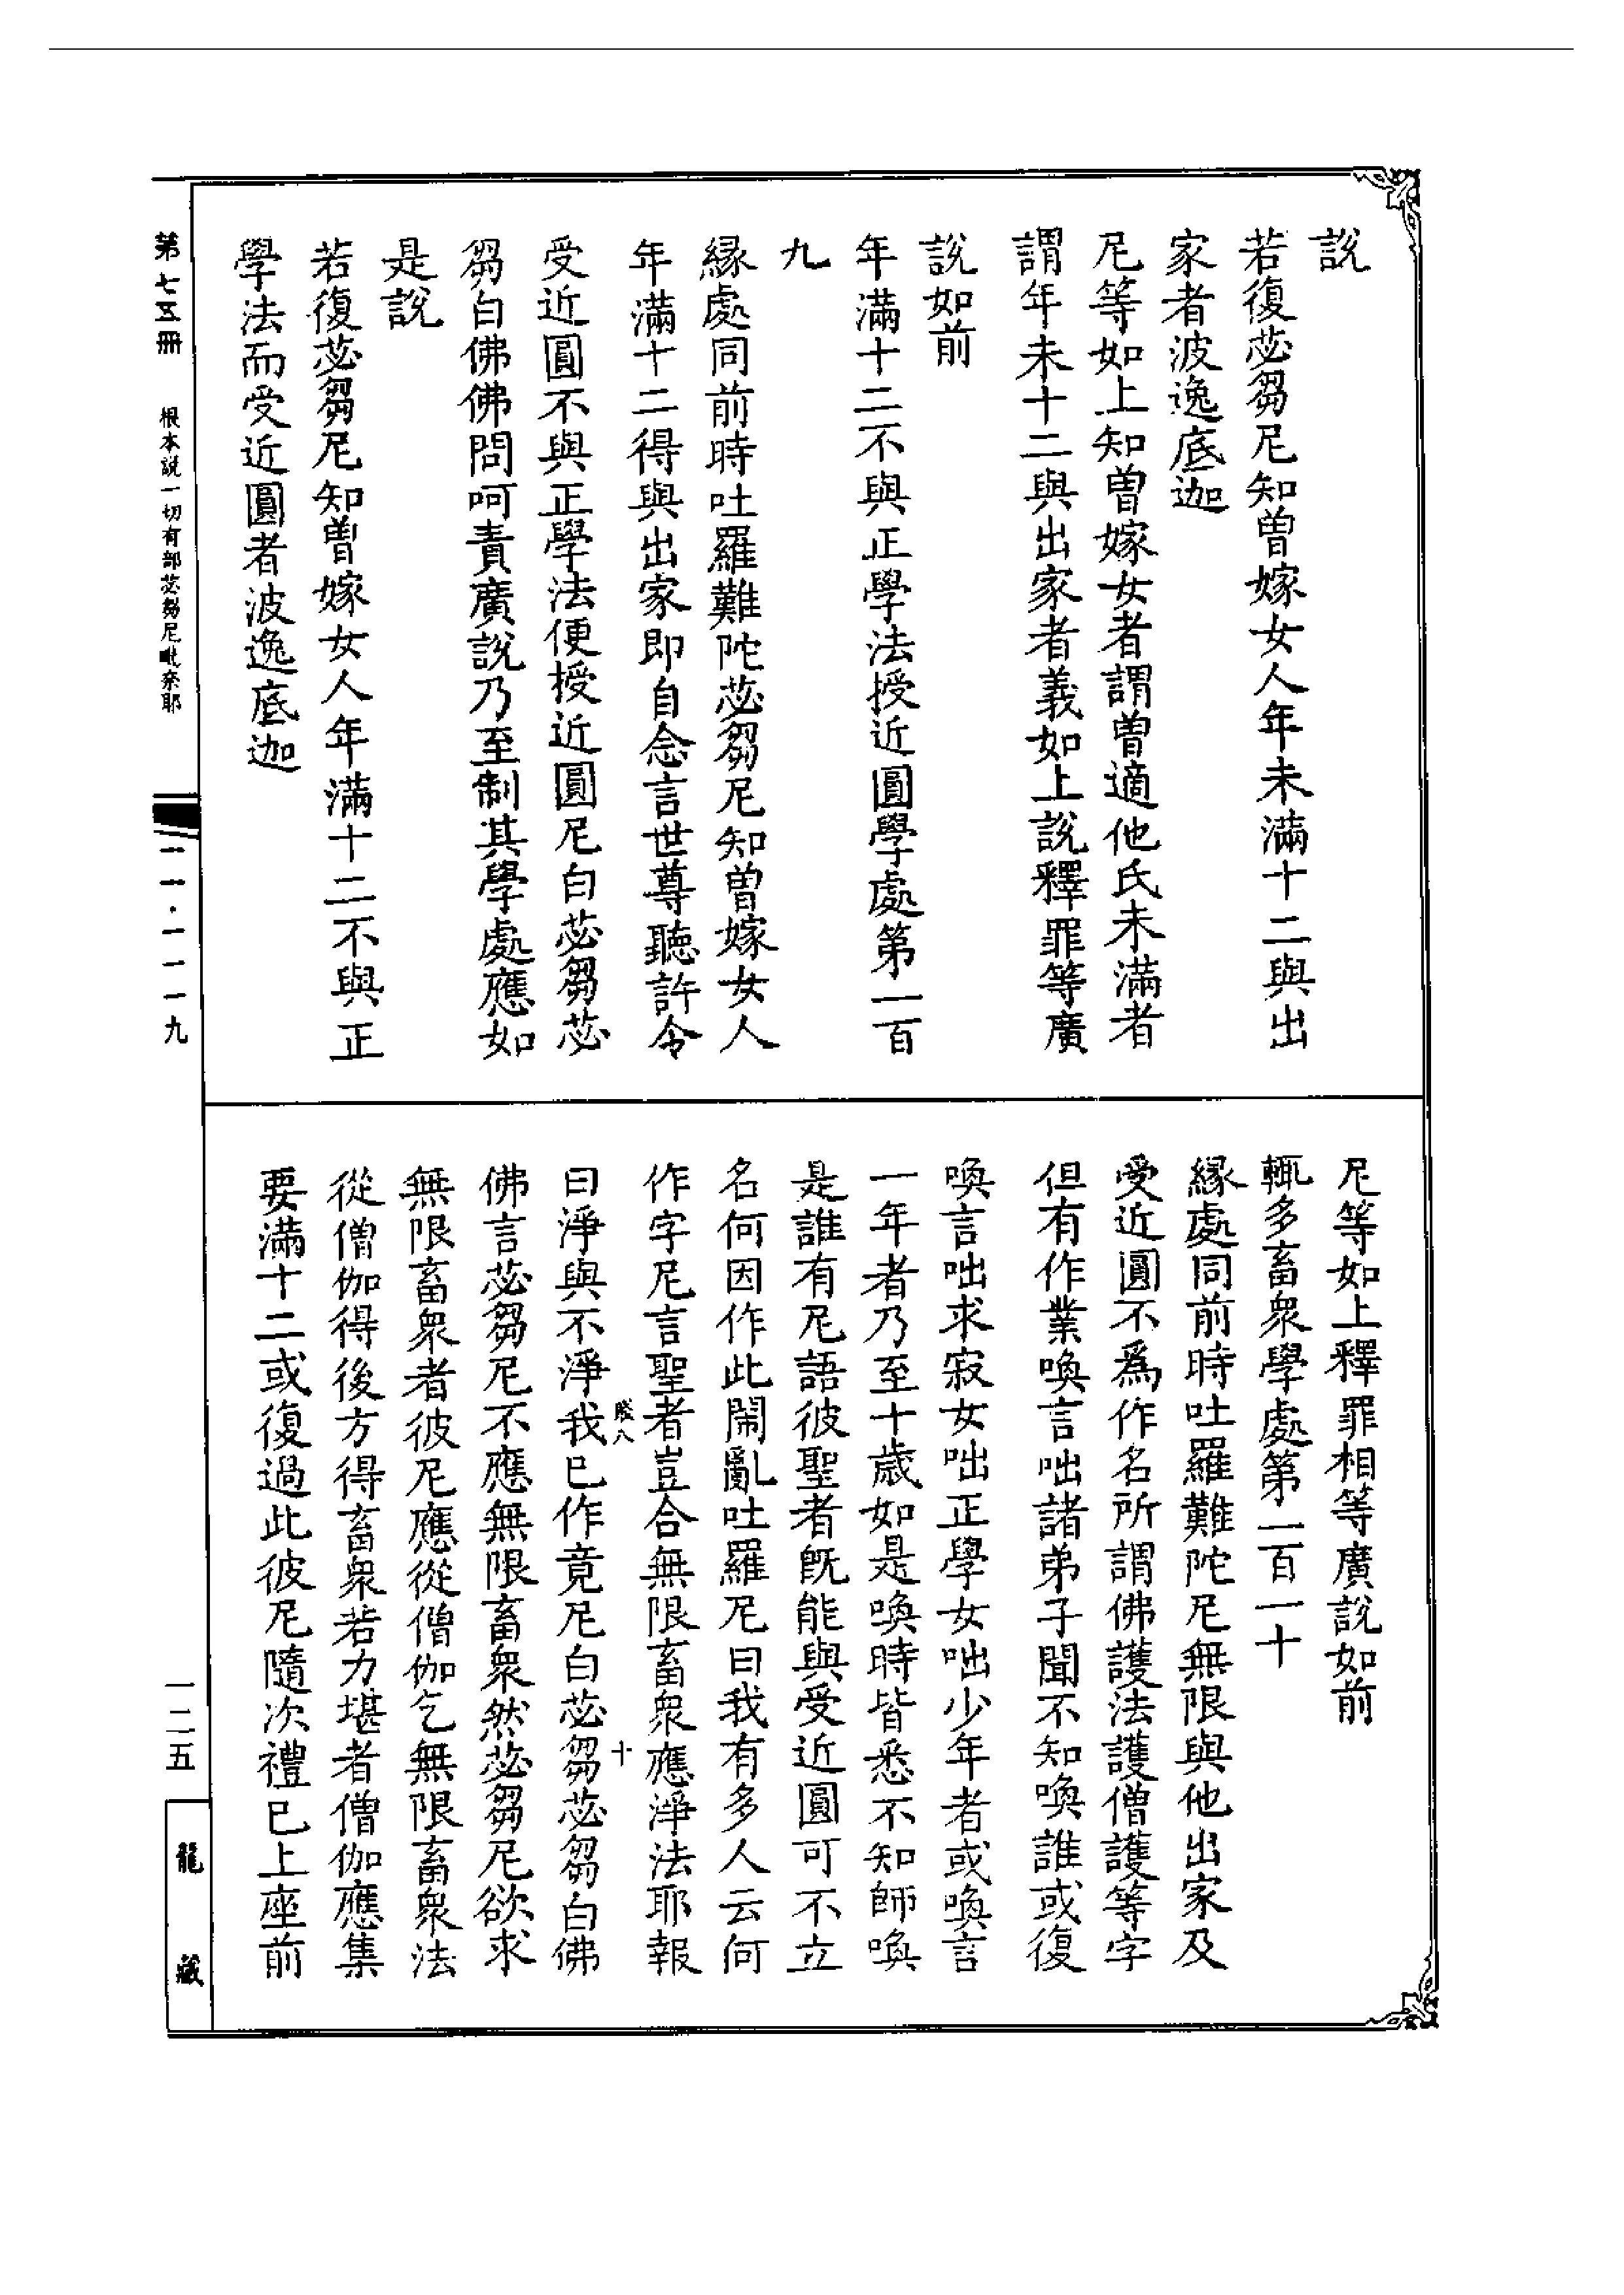 説
若復苾芻尼知曽嫁女人年未滿十二與出
家者波逸底迦
尼等如上知曽嫁女者謂曽適他氏未滿者
謂年未十二與出家者義如上説釋罪等廣
説如前
年滿十二不與正學法授近圓學處第一百
九
縁處同前時吐羅難陀苾芻尼知曽嫁女人
年滿十二得與出家即自念言世尊聽許令
受近圓不與正學法便授近圓尼白苾芻苾
芻白佛佛問呵責廣説乃至制其學處應如
是説
若復苾芻尼知曽嫁女人年滿十二不與正
學法而受近圓者波逸底迦
尼等如上釋罪相等廣説如前
輒多畜衆學處第一百一十
縁處同前時吐羅難陀尼無限與他出家及
受近圓不爲作名所謂佛護法護僧護等字
但有作業喚言咄諸弟子聞不知喚誰或復
喚言咄求寂女咄正學女咄少年者或喚言
一年者乃至十歲如是喚時皆悉不知師喚
是誰有尼語彼聖者既能與受近圓可不立
名何因作此鬧亂吐羅尼曰我有多人云何
作字尼言聖者豈合無限畜衆應淨法耶報
曰淨與不淨我已作竟尼白苾芻苾芻白佛
佛言苾芻尼不應無限畜衆然苾芻尼欲求
無限畜衆者彼尼應從僧伽乞無限畜衆法
從僧伽得後方得畜衆若力堪者僧伽應集
要滿十二或復過此彼尼隨次禮已上座前
八
十
第七五冊
根本説一切有部苾芻尼毗奈耶
一一九
一二五
龍藏